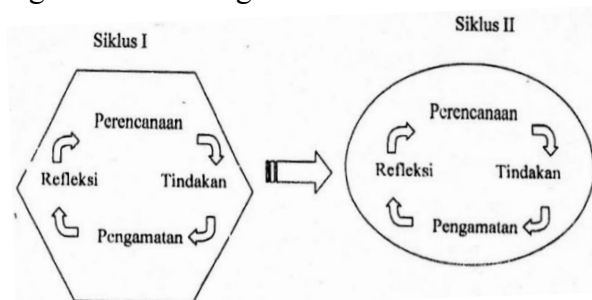 Siklus I
Perencanaan
Refleksi
Tindakan
Pengamatan
Siklus II
Perencanaan
Refleksi
Tindakan
Pengamatan